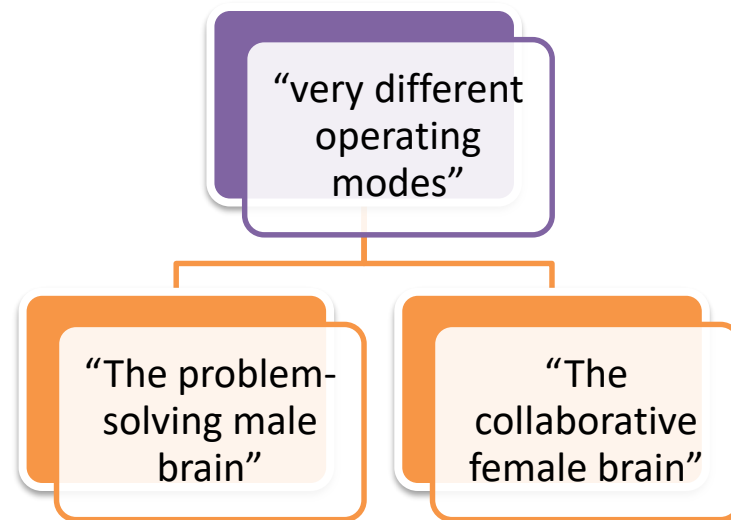 “very different
operating
modes”
“The problem-
solving male
brain”
“The
collaborative
female brain”